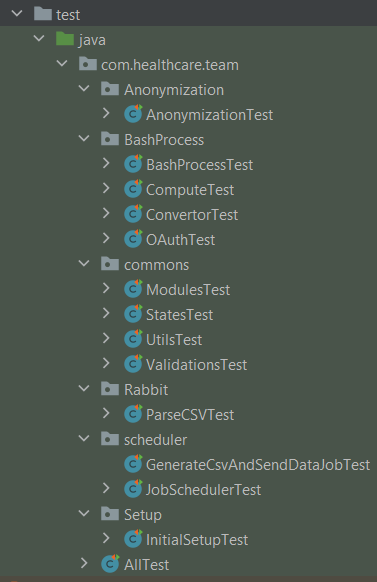 test
java
com.healthcare.team
Anonymization
AnonymizationTest
BashProcess
BashProcessTest
ComputeTest
ConvertorTest
OAuthTest
commons
ModulesTest
StatesTest
UtilsTest
ValidationsTest
Rabbit
ParseCSVTest
scheduler
GenerateCsvAndSendDataJobTest
JobSchedulerTest
Setup
InitialSetupTest
AllTest